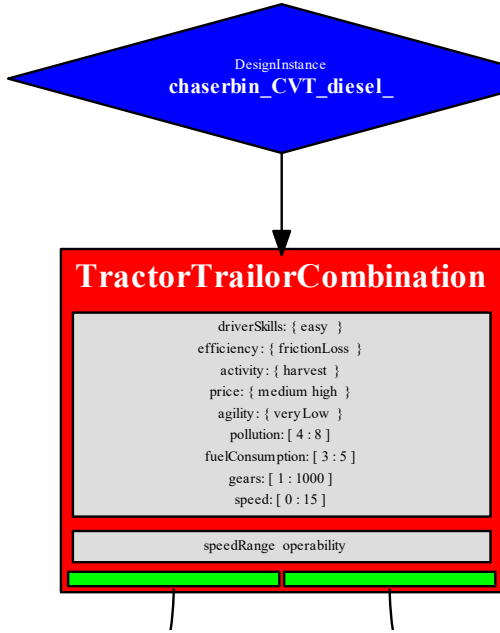 DesignInstance
chaserbin_CVT_diesel_
TractorTrailorCombination
driverSkills: { easy }
efficiency: { frictionLoss }
activity: { harvest }
price: { medium high }
agility: { veryLow }
pollution: [ 4 : 8 ]
fuelConsumption: [ 3 : 5 ]
gears: [ 1 : 1000 ]
speed: [ 0 : 15 ]
speedRange operability